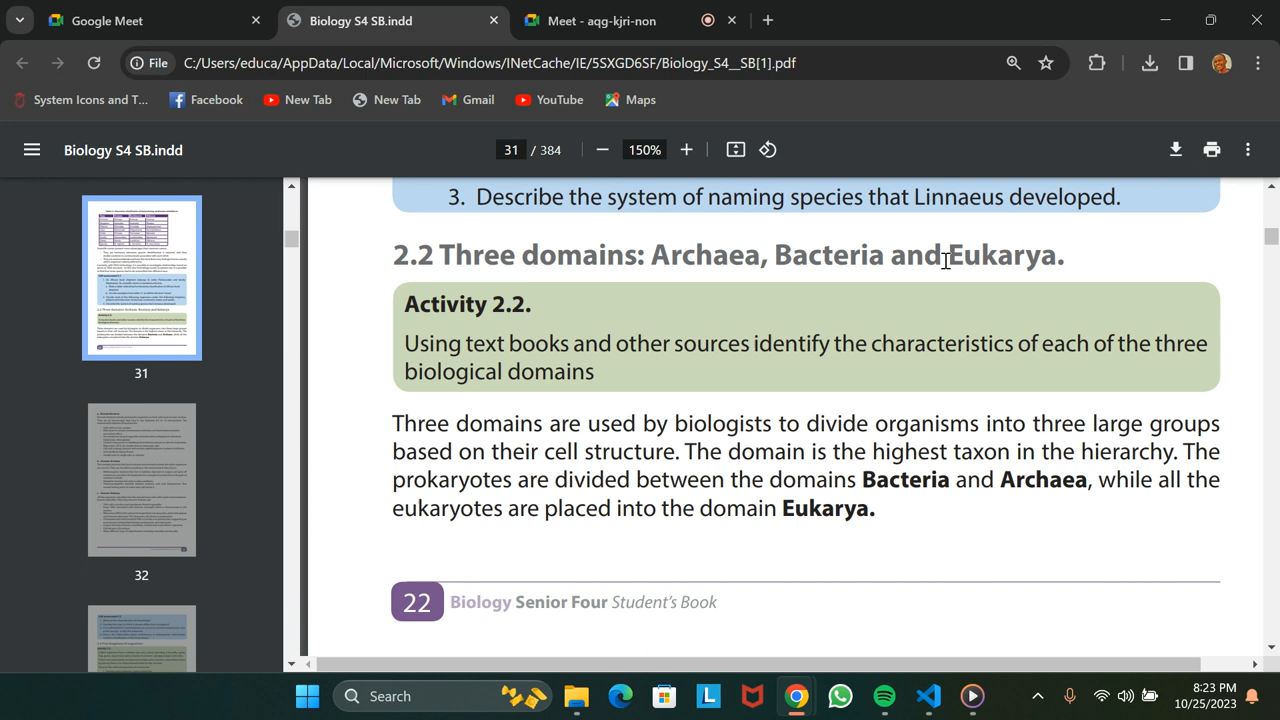 Google Meet
Biology S4 SB.indd
Meet - aqg-kjri-non
File
C:/Users/educa/AppData/Local/Microsoft/Windows/INetCache/IE/5SXGD6SF/Biology_S4__SB[1].pdf
System Icons and T...
Facebook
New Tab
New Tab
Gmail
YouTube
Maps
Biology S4 SB.indd
31 / 384
150%
3. Describe the system of naming species that Linnaeus developed.
2.2 Three domains: Archaea, Bacteria and Eukarya.
Activity 2.2.
Using text books and other sources identify the characteristics of each of the three
biological domains
Three domains are used by biologists to divide organisms into three large groups
based on their cell structure. The domain is the highest taxon in the hierarchy. The
prokaryotes are divided between the domains Bacteria and Archaea, while all the
eukaryotes are placed into the domain Eukarya.
22 Biology Senior Four Student's Book
31
32
Search
8:23 PM
10/25/2023